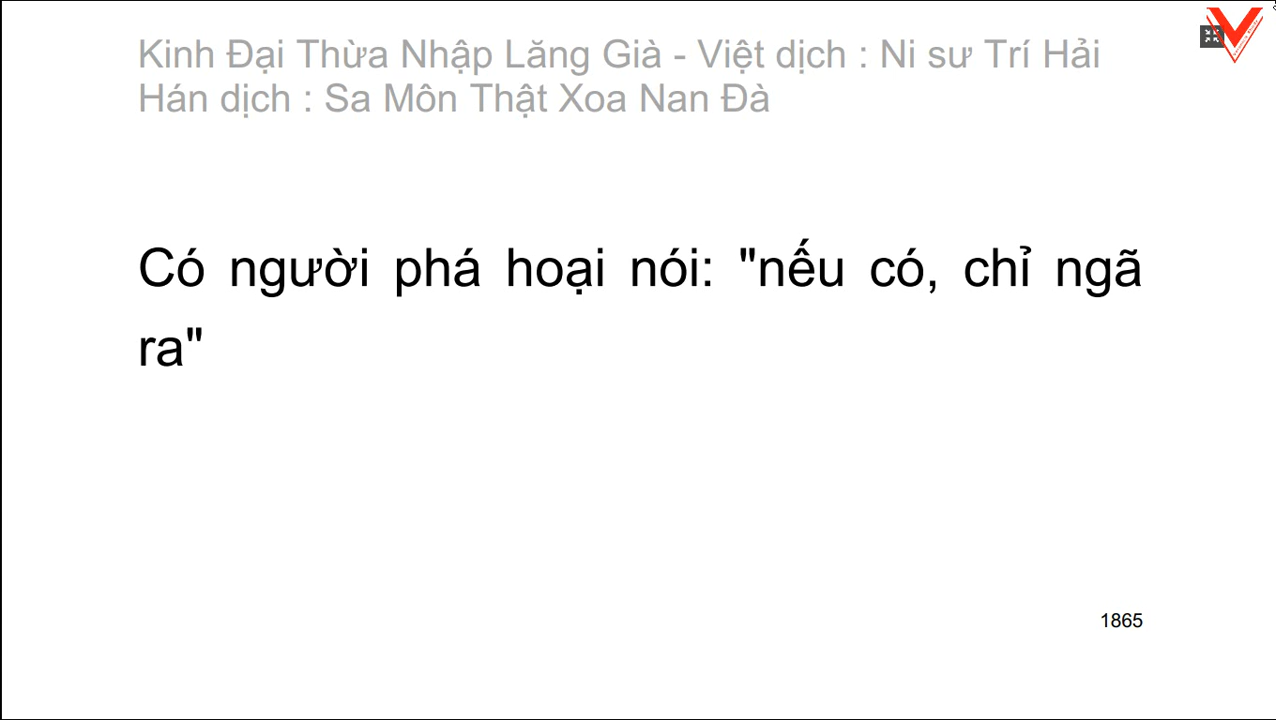 Kinh Đại Thừa Nhập Lăng Già - Việt dịch : Ni sư Trí Hải
Hán dịch : Sa Môn Thật Xoa Nan Đà
Có người phá hoại nói: "nếu có, chỉ ngã
ra"
1865